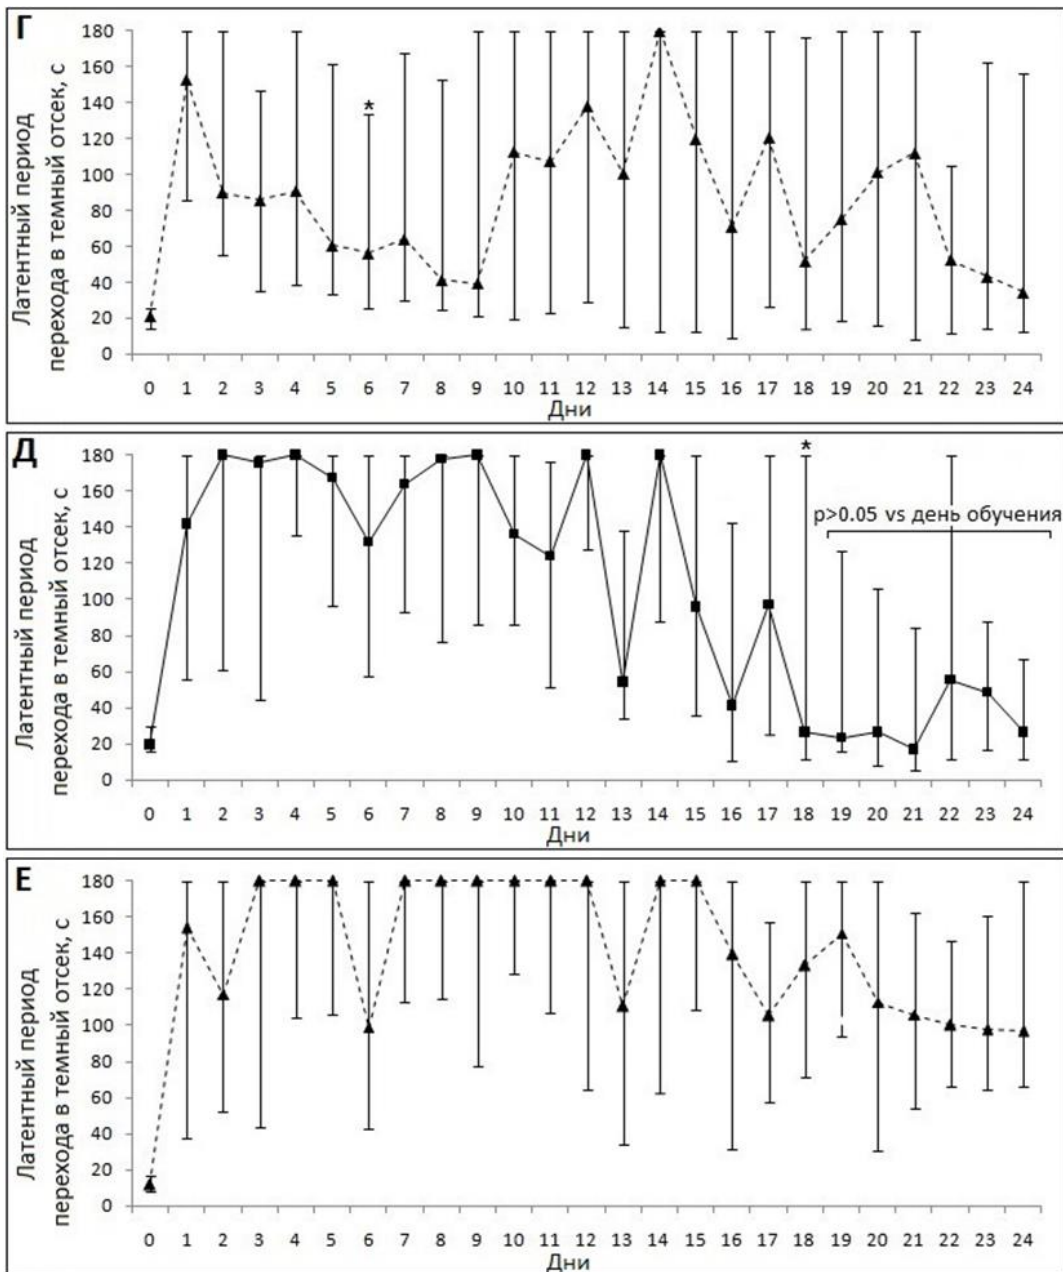 Г
Латентный период
перехода в темный отсек, с
180
160
140
120
100
80
60
40
20
0
*
0 1 2 3 4 5 6 7 8 9 10 11 12 13 14 15 16 17 18 19 20 21 22 23 24
Дни
Д
Латентный период
перехода в темный отсек, с
180
160
140
120
100
80
60
40
20
0
*
p>0.05 vs день обучения
0 1 2 3 4 5 6 7 8 9 10 11 12 13 14 15 16 17 18 19 20 21 22 23 24
Дни
Е
Латентный период
перехода в темный отсек, с
180
160
140
120
100
80
60
40
20
0
0 1 2 3 4 5 6 7 8 9 10 11 12 13 14 15 16 17 18 19 20 21 22 23 24
Дни